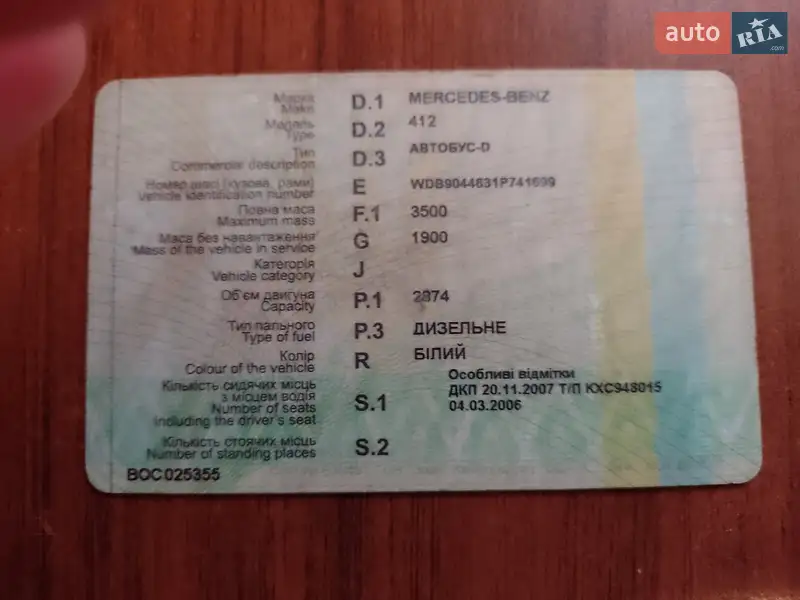 auto RIA .com
Марка D.1 MERCEDES-BENZ
Make
Модель D.2 412
Type
Тип D.3 АВТОБУС-D
Commercial description
Номер шасі (кузова, рами) E
Vehicle identification number
Повна маса F.1 3500
Maximum mass
Маса без навантаження G 1900
Mass of the vehicle in service
Категорія J
Vehicle category
Об'єм двигуна P.1 2874
Capacity
Тип пального P.3 ДИЗЕЛЬНЕ
Type of fuel
Колір R БІЛИЙ
Colour of the vehicle
Особливі відмітки
Кількість сидячих місць ДКП 20.11.2007 Т/П КХС948015
з місцем водія S.1 04.03.2006
Number of seats
including the driver's seat
Кількість стоячих місць S.2
Number of standing places
ВОС025355